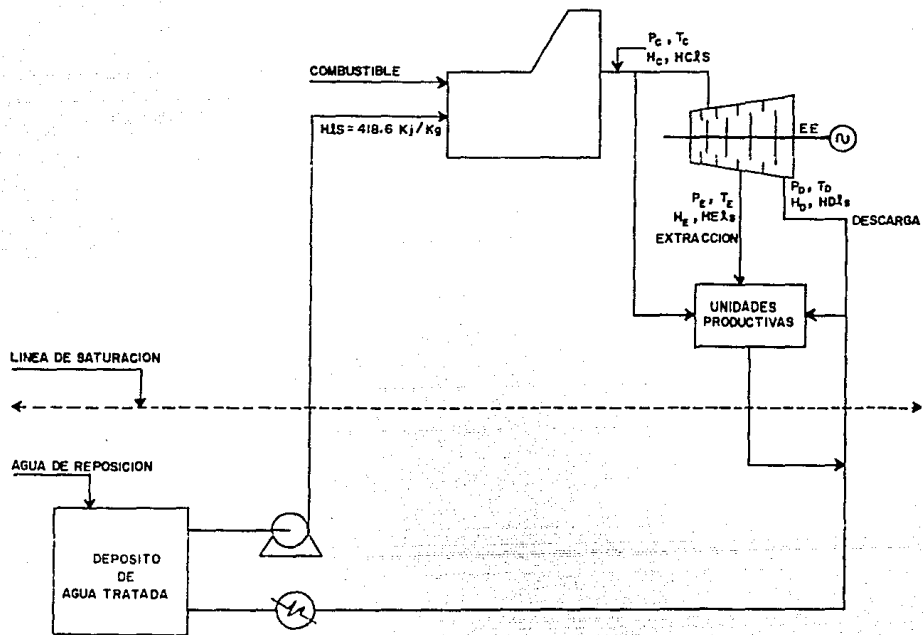 P_C , T_C
H_C , HCℓS
COMBUSTIBLE
HℓS = 418.6 Kj/Kg
EE
P_E , T_E
H_E , HEℓs
EXTRACCION
P_D , T_D
H_D , HDℓs
DESCARGA
UNIDADES
PRODUCTIVAS
LINEA DE SATURACION
AGUA DE REPOSICION
DEPOSITO
DE
AGUA TRATADA